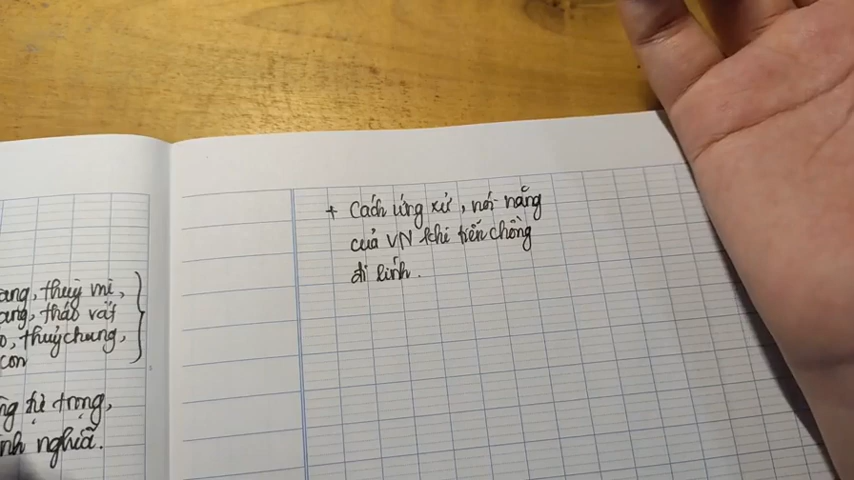 ang, thuỳ mị,
ang, tháo vát
o, thuỷ chung,
con
ng hệ trọng,
nh nghĩa.
+ Cách ứng xử, nói năng
của VN khi tiễn chồng
đi lính.